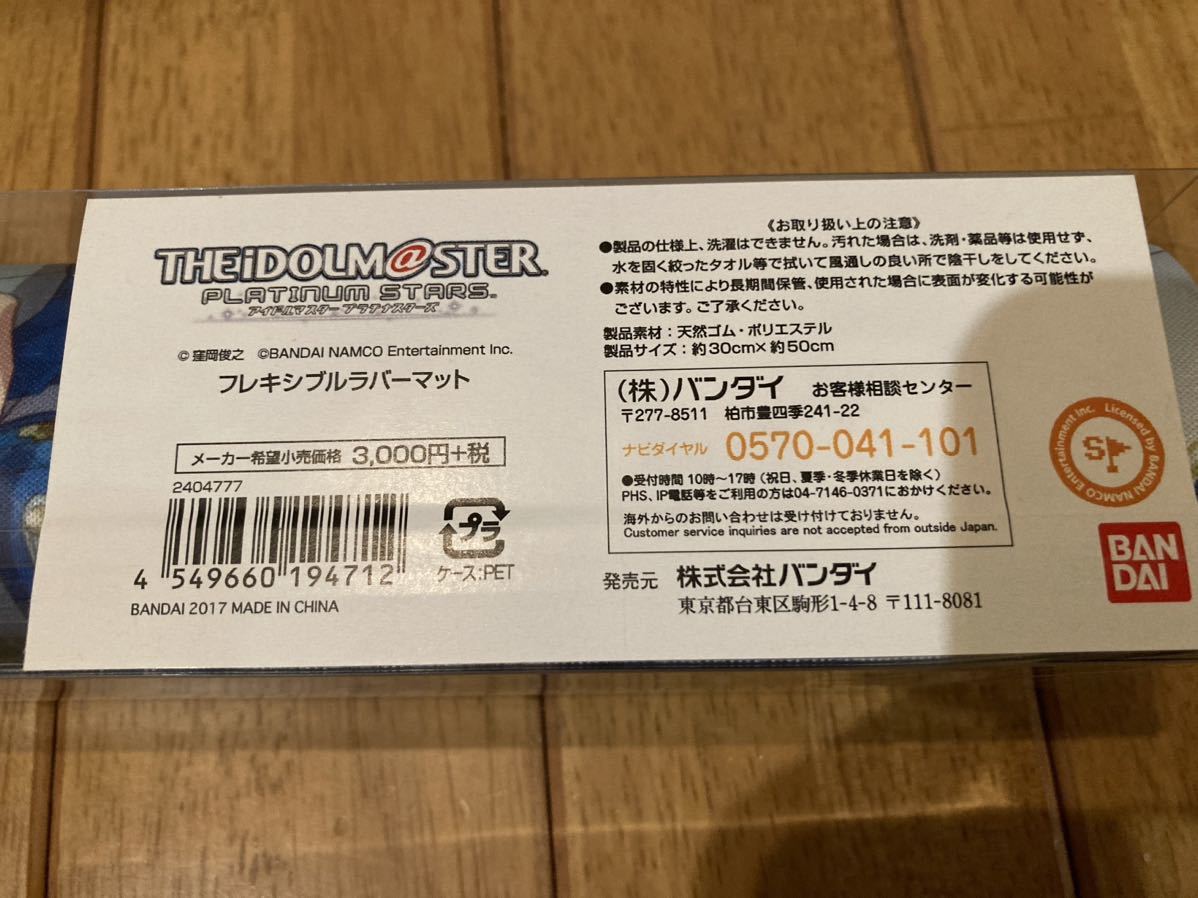 THE iDOLM@STER
PLATINUM STARS
アイドルマスター プラチナスターズ
©窪岡俊之 ©BANDAI NAMCO Entertainment Inc.
フレキシブルラバーマット
メーカー希望小売価格 3,000円+税
2404777
4 549660 194712
プラ
ケース:PET
BANDAI 2017 MADE IN CHINA
《お取り扱い上の注意》
●製品の仕様上、洗濯はできません。汚れた場合は、洗剤・薬品等は使用せず、
水を固く絞ったタオル等で拭いて風通しの良い所で陰干しをしてください。
●素材の特性により長期間保管、使用された場合に表面が変化する可能性が
ございます。ご了承ください。
製品素材:天然ゴム・ポリエステル
製品サイズ:約30cm×約50cm
(株)バンダイ お客様相談センター
〒277-8511 柏市豊四季241-22
ナビダイヤル 0570-041-101
●受付時間 10時〜17時(祝日、夏季・冬季休業日を除く)
PHS、IP電話等をご利用の方は04-7146-0371におかけください。
海外からのお問い合わせは受け付けておりません。
Customer service inquiries are not accepted from outside Japan.
発売元 株式会社バンダイ
東京都台東区駒形1-4-8 〒111-8081
Licensed by BANDAI NAMCO Entertainment Inc.
SP
BAN
DAI